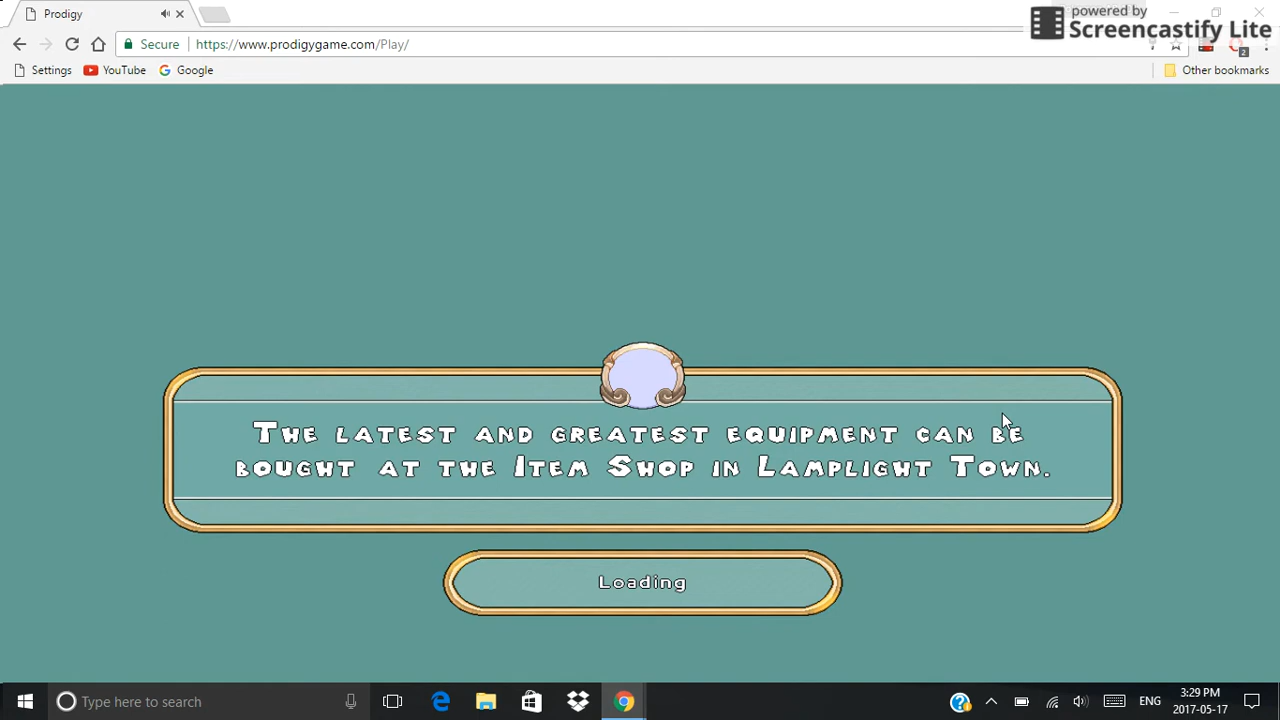 Prodigy
powered by
Screencastify Lite
Secure
https://www.prodigygame.com/Play/
2
Settings
YouTube
Google
Other bookmarks
The latest and greatest equipment can be
bought at the Item Shop in Lamplight Town.
Loading
Type here to search
ENG
3:29 PM
2017-05-17